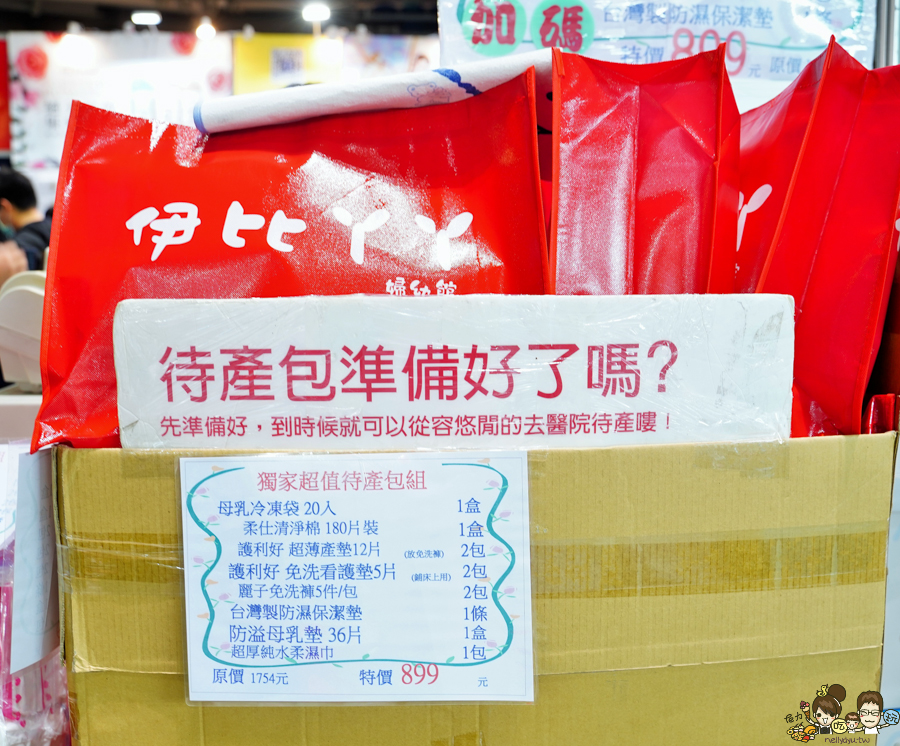 加碼
台灣製防濕保潔墊
特價 899元 原價
伊比ㄚㄚ
婦幼館
待產包準備好了嗎?
先準備好，到時候就可以從容悠閒的去醫院待產嘍！
獨家超值待產包組
母乳冷凍袋 20入 1盒
柔仕清淨棉 180片裝 1盒
護利好 超薄產墊12片 (放免洗褲) 2包
護利好 免洗看護墊5片 (鋪床上用) 2包
麗子免洗褲5件/包 2包
台灣製防濕保潔墊 1條
防溢母乳墊 36片 1盒
超厚純水柔濕巾 1包
原價 1754元 特價 899 元
nellydyu.tw